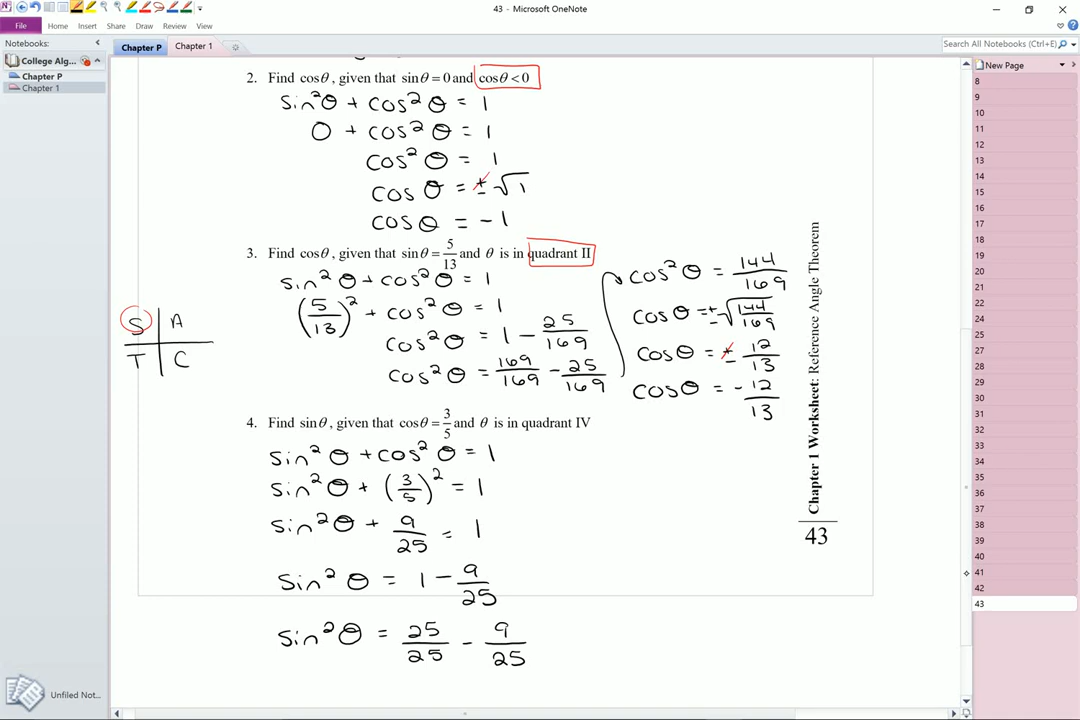 43 - Microsoft OneNote
File Home Insert Share Draw Review View
Notebooks:
Chapter P Chapter 1
Search All Notebooks (Ctrl+E)
College Alg...
Chapter P
Chapter 1
2. Find cosθ, given that sinθ = 0 and cosθ < 0
sin²θ + cos²θ = 1
0 + cos²θ = 1
cos²θ = 1
cosθ = ±√1
cosθ = -1
3. Find cosθ, given that sinθ = 5/13 and θ is in quadrant II
sin²θ + cos²θ = 1
(5/13)² + cos²θ = 1
cos²θ = 1 - 25/169
cos²θ = 169/169 - 25/169
cos²θ = 144/169
cosθ = ±√144/169
cosθ = ± 12/13
cosθ = -12/13
S A
T C
4. Find sinθ, given that cosθ = 3/5 and θ is in quadrant IV
sin²θ + cos²θ = 1
sin²θ + (3/5)² = 1
sin²θ + 9/25 = 1
sin²θ = 1 - 9/25
sin²θ = 25/25 - 9/25
Chapter 1 Worksheet: Reference Angle Theorem
43
New Page
8
9
10
11
12
13
14
15
16
17
18
19
20
21
22
24
25
27
28
29
30
31
32
33
34
35
36
37
38
39
40
41
42
43
Unfiled Not...